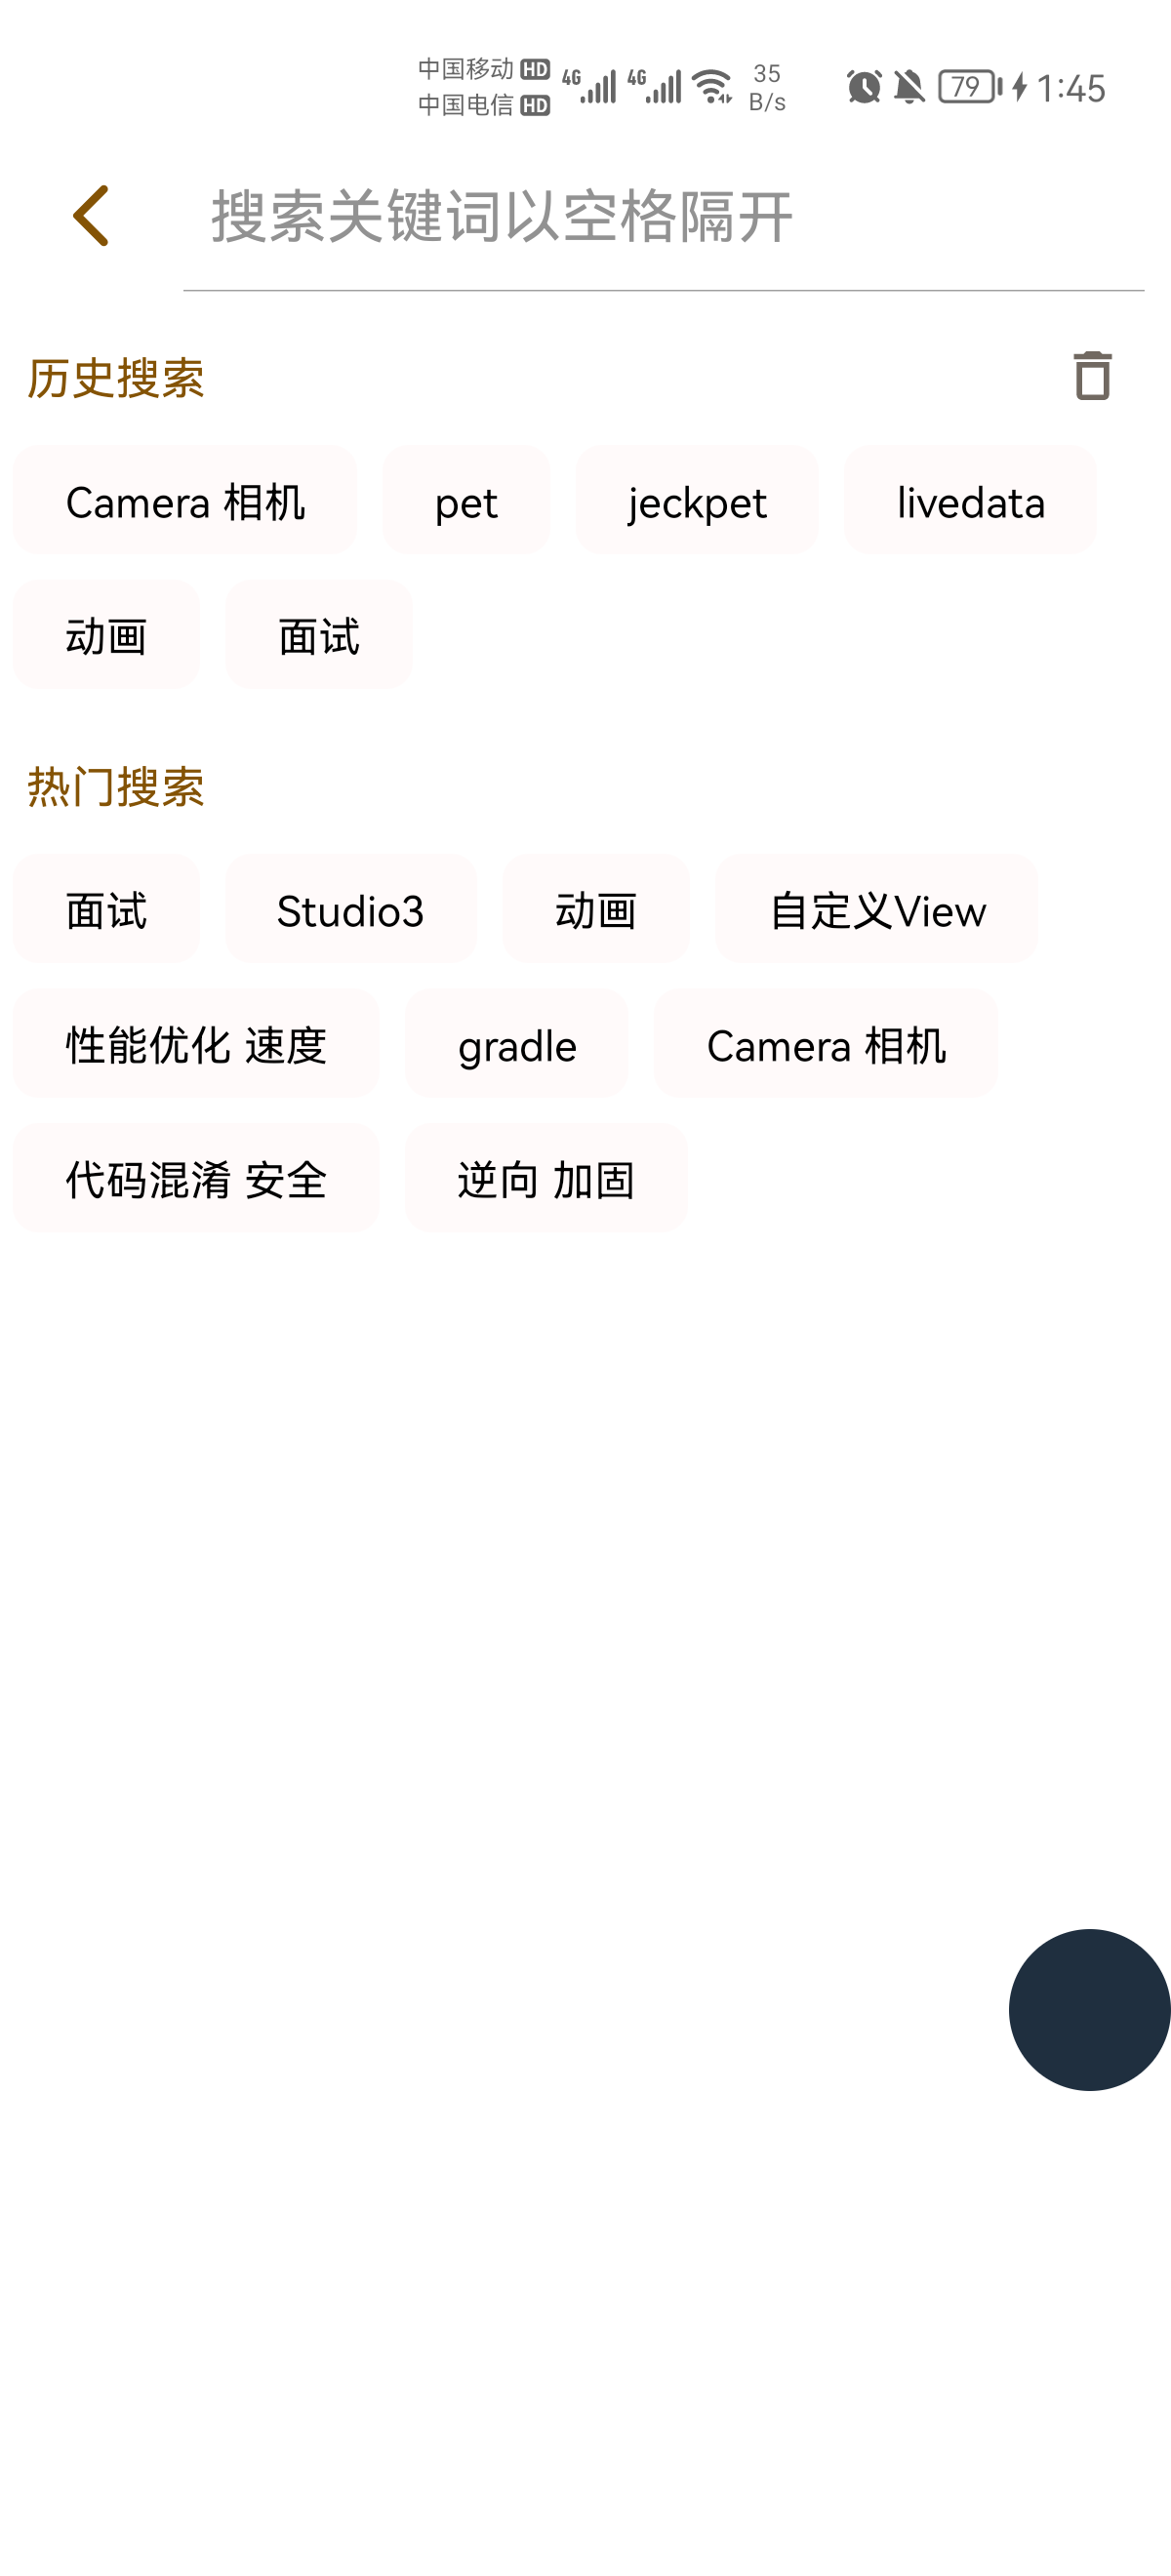 中国移动 HD 4G 4G 35 79 1:45
中国电信 HD B/s
搜索关键词以空格隔开
历史搜索
Camera 相机 pet jeckpet livedata
动画 面试
热门搜索
面试 Studio3 动画 自定义View
性能优化 速度 gradle Camera 相机
代码混淆 安全 逆向 加固